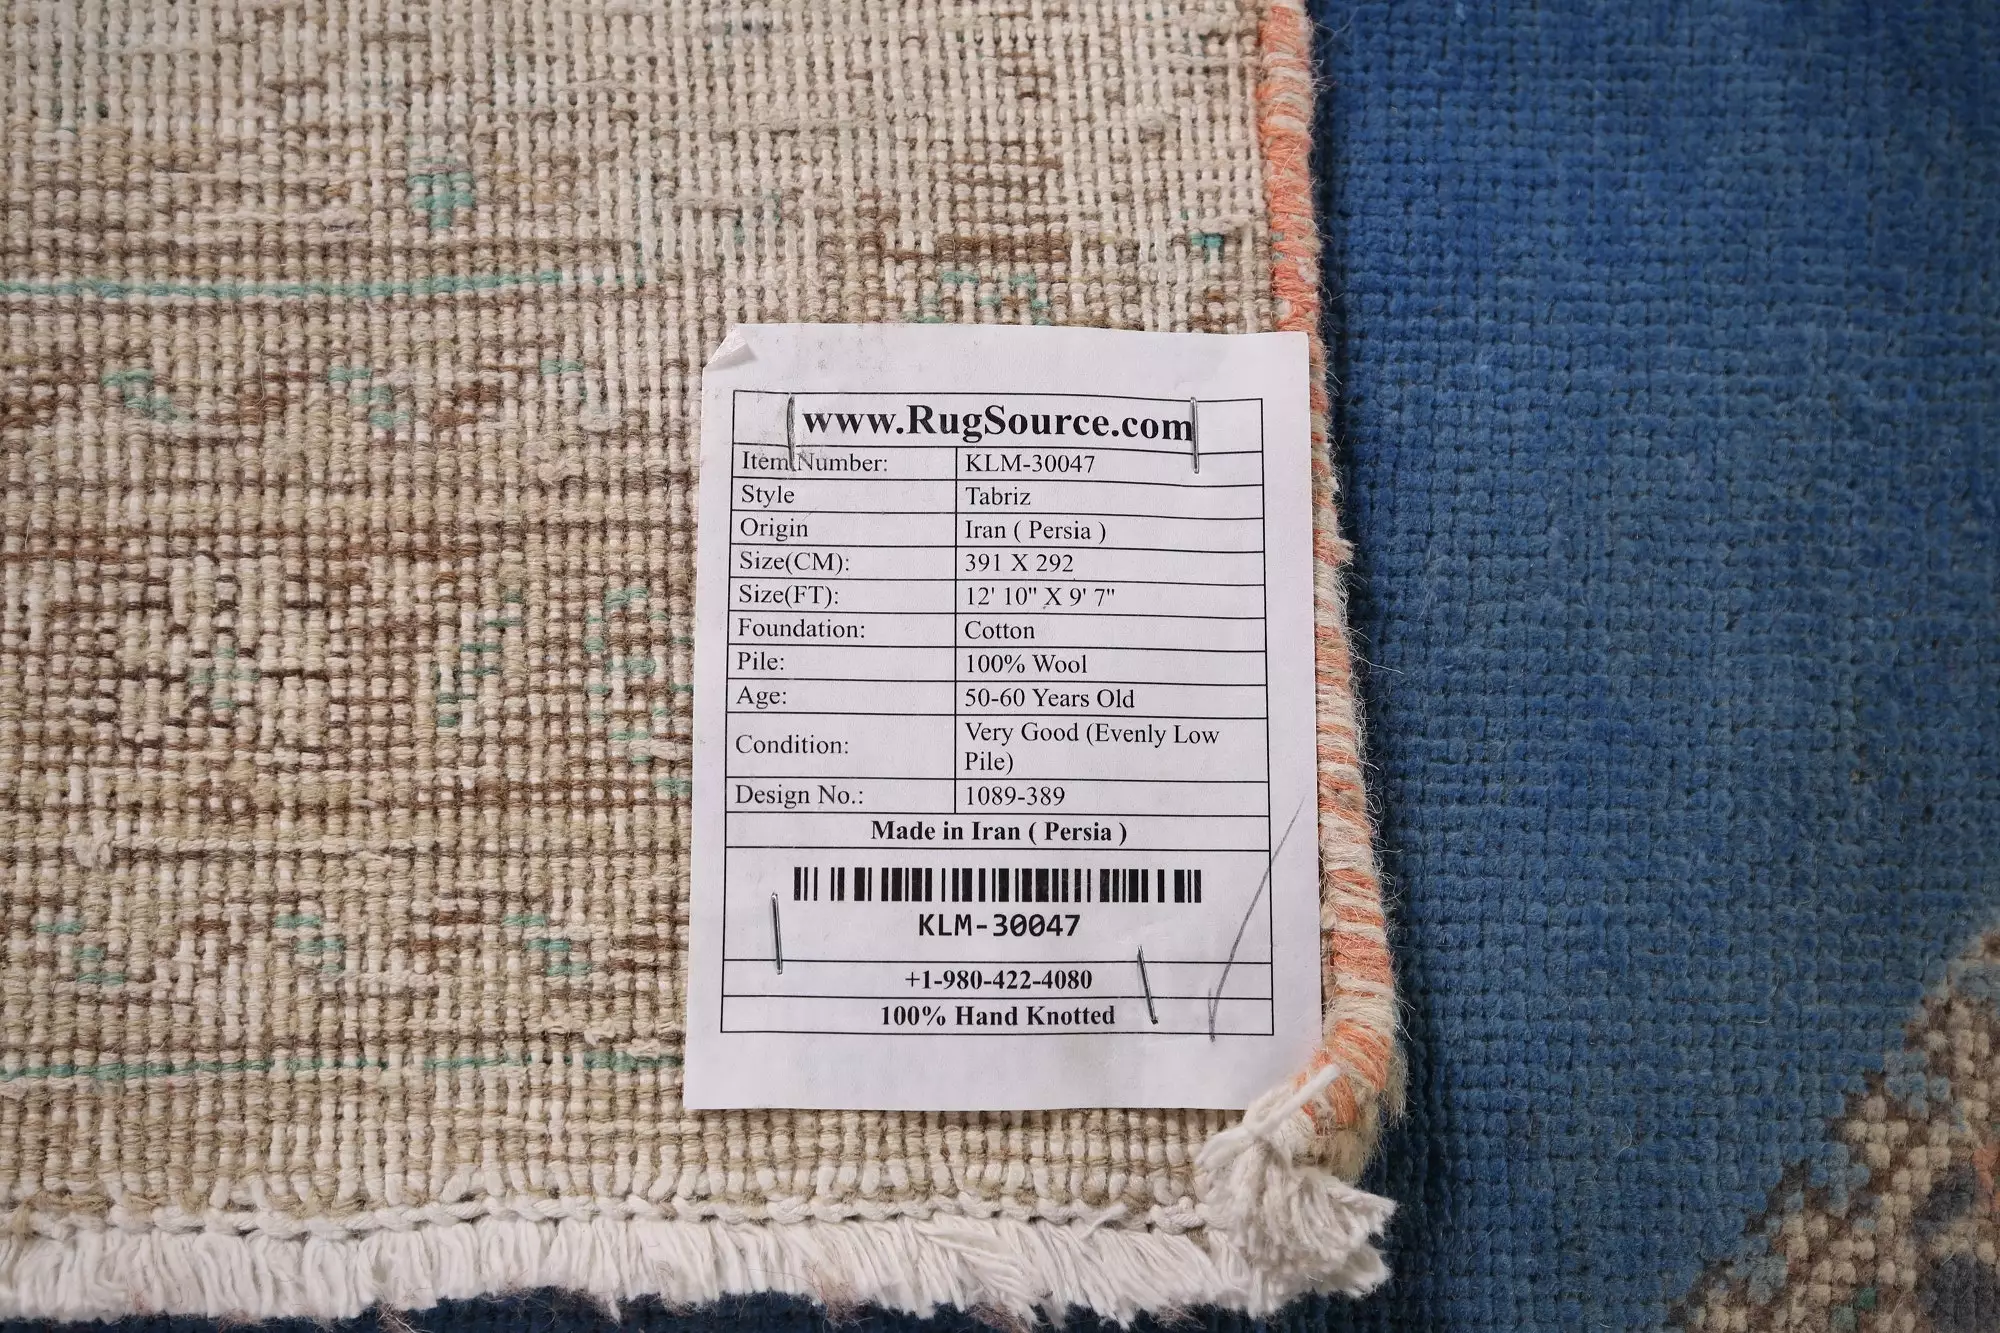 www.RugSource.com
Item Number: KLM-30047
Style Tabriz
Origin Iran ( Persia )
Size(CM): 391 X 292
Size(FT): 12' 10" X 9' 7"
Foundation: Cotton
Pile: 100% Wool
Age: 50-60 Years Old
Condition: Very Good (Evenly Low
Pile)
Design No.: 1089-389
Made in Iran ( Persia )
KLM-30047
+1-980-422-4080
100% Hand Knotted